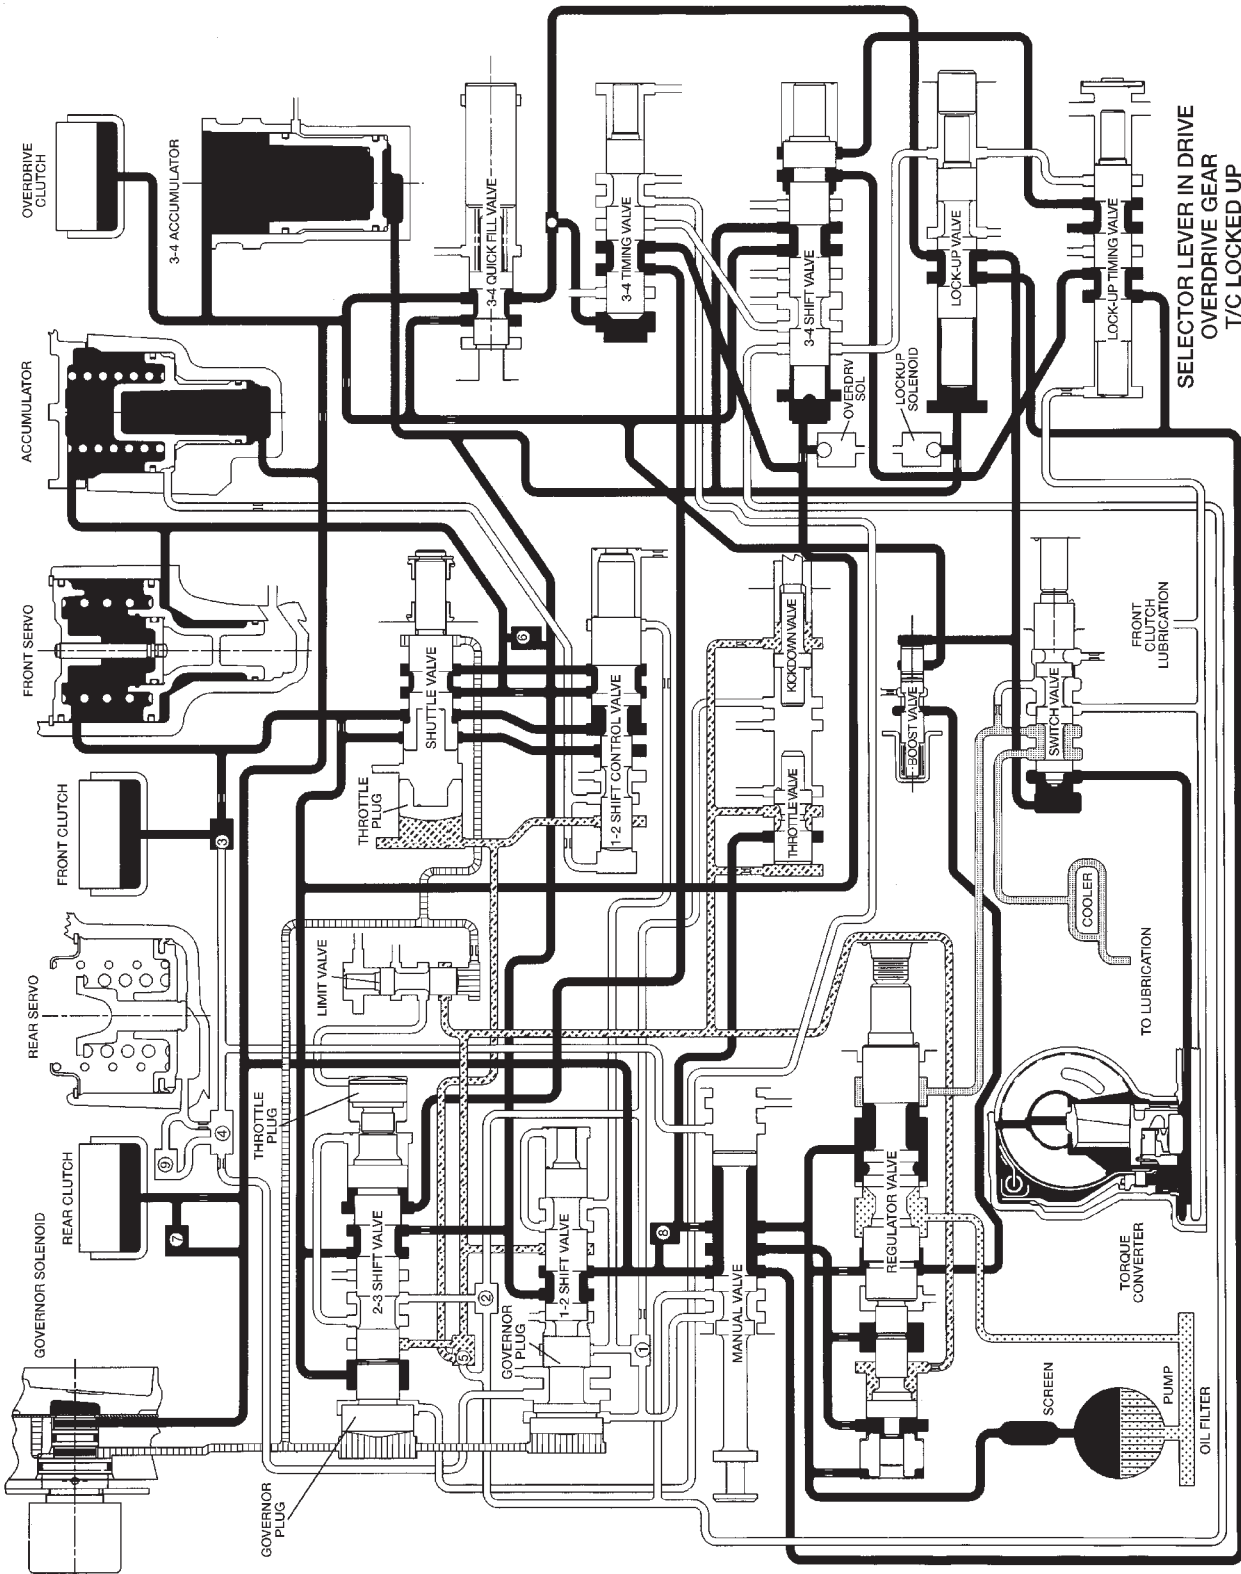 GOVERNOR SOLENOID
REAR CLUTCH
REAR SERVO
FRONT CLUTCH
FRONT SERVO
ACCUMULATOR
OVERDRIVE
CLUTCH
3-4 ACCUMULATOR
7
9
4
3
6
GOVERNOR
PLUG
2-3 SHIFT VALVE
THROTTLE
PLUG
LIMIT VALVE
THROTTLE
PLUG
SHUTTLE VALVE
3-4 QUICK FILL VALVE
5
2
GOVERNOR
PLUG
1-2 SHIFT VALVE
1
8
1-2 SHIFT CONTROL VALVE
3-4 TIMING VALVE
MANUAL VALVE
THROTTLE VALVE
KICKDOWN VALVE
3-4 SHIFT VALVE
OVERDRV
SOL
LOCKUP
SOLENOID
REGULATOR VALVE
BOOST VALVE
LOCK-UP VALVE
SWITCH VALVE
COOLER
LOCK-UP TIMING VALVE
SCREEN
PUMP
OIL FILTER
TORQUE
CONVERTER
TO LUBRICATION
FRONT
CLUTCH
LUBRICATION
SELECTOR LEVER IN DRIVE
OVERDRIVE GEAR
T/C LOCKED UP